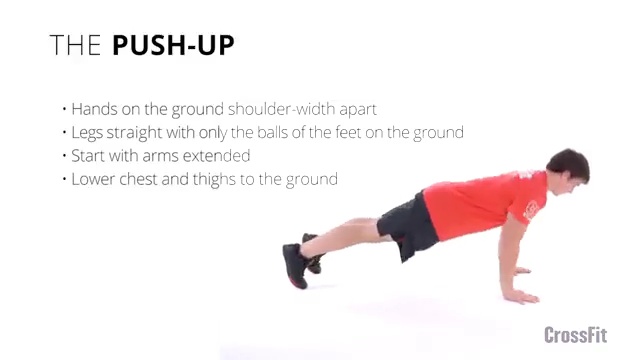 THE PUSH-UP
• Hands on the ground shoulder-width apart
• Legs straight with only the balls of the feet on the ground
• Start with arms extended
• Lower chest and thighs to the ground
CrossFit